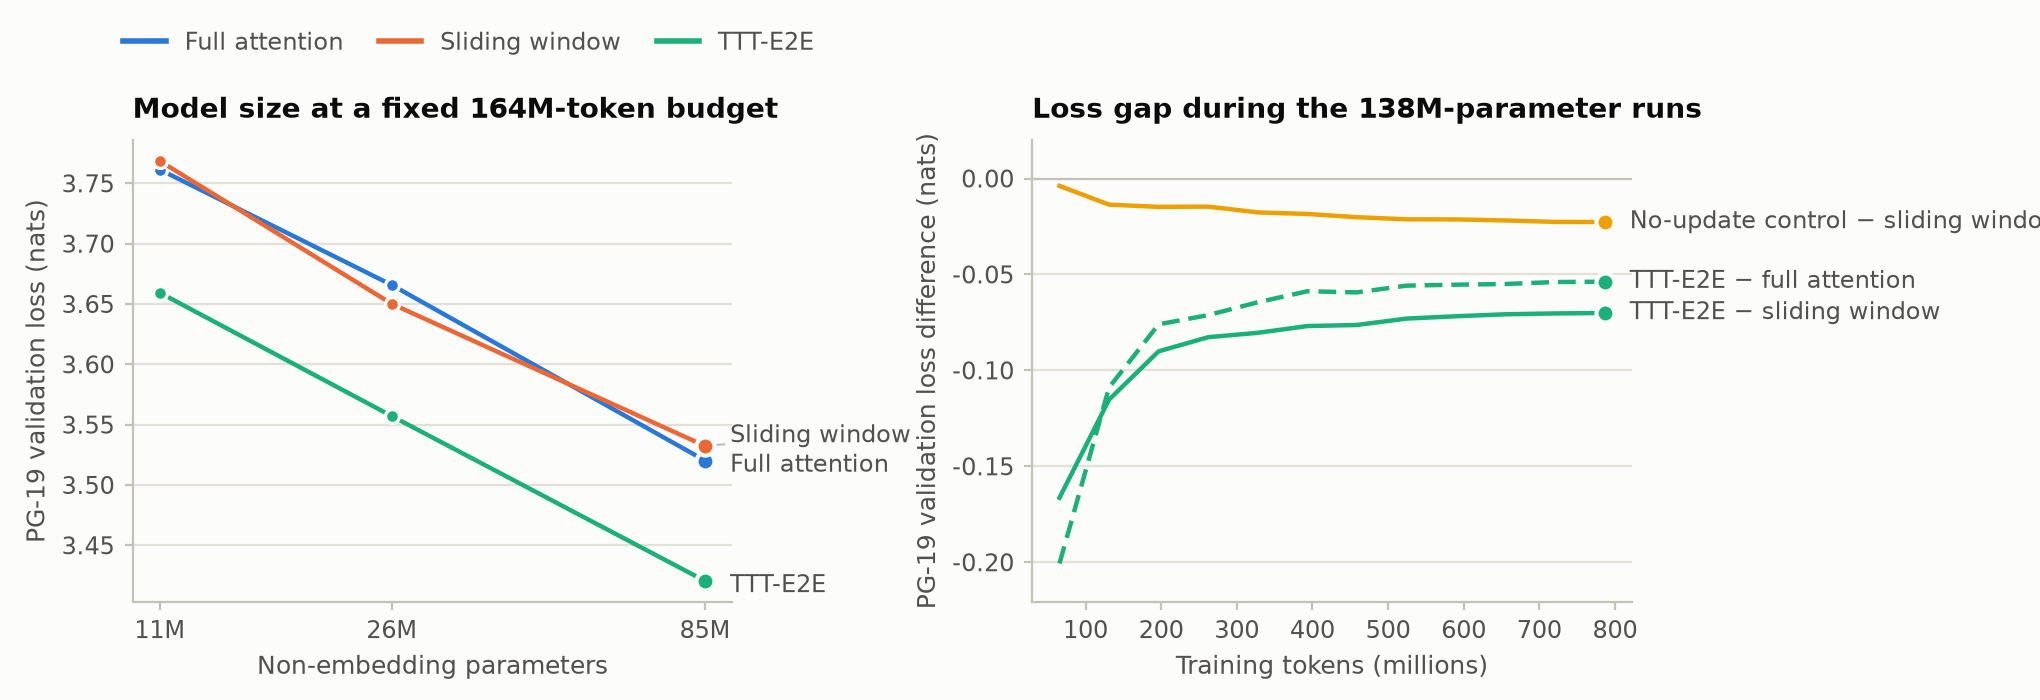 Full attention
Sliding window
TTT-E2E
Model size at a fixed 164M-token budget
PG-19 validation loss (nats)
3.75
3.70
3.65
3.60
3.55
3.50
3.45
Sliding window
Full attention
TTT-E2E
11M
26M
85M
Non-embedding parameters
Loss gap during the 138M-parameter runs
PG-19 validation loss difference (nats)
0.00
-0.05
-0.10
-0.15
-0.20
No-update control − sliding windo
TTT-E2E − full attention
TTT-E2E − sliding window
100
200
300
400
500
600
700
800
Training tokens (millions)